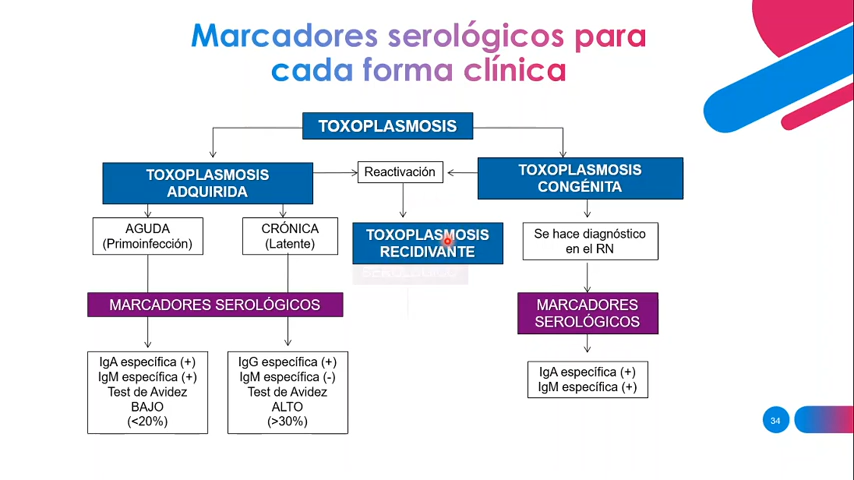 Marcadores serológicos para
cada forma clínica
TOXOPLASMOSIS
TOXOPLASMOSIS
ADQUIRIDA
Reactivación
TOXOPLASMOSIS
CONGÉNITA
AGUDA
(Primoinfección)
CRÓNICA
(Latente)
TOXOPLASMOSIS
RECIDIVANTE
Se hace diagnóstico
en el RN
MARCADORES SEROLÓGICOS
MARCADORES
SEROLÓGICOS
IgA específica (+)
IgM específica (+)
Test de Avidez
BAJO
(<20%)
IgG específica (+)
IgM específica (-)
Test de Avidez
ALTO
(>30%)
IgA específica (+)
IgM específica (+)
34